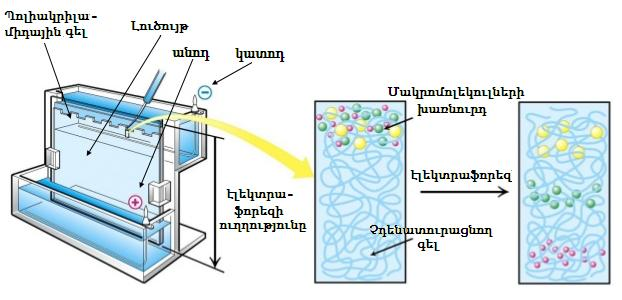 Պոլիակրիլա-
միդային գել
Լուծույթ
անոդ
կատոդ
−
+
Էլեկտրա-
ֆորեզի
ուղղությունը
Մակրոմոլեկուլների
խառնուրդ
Էլեկտրաֆորեզ
Չդենատուրացնող
գել